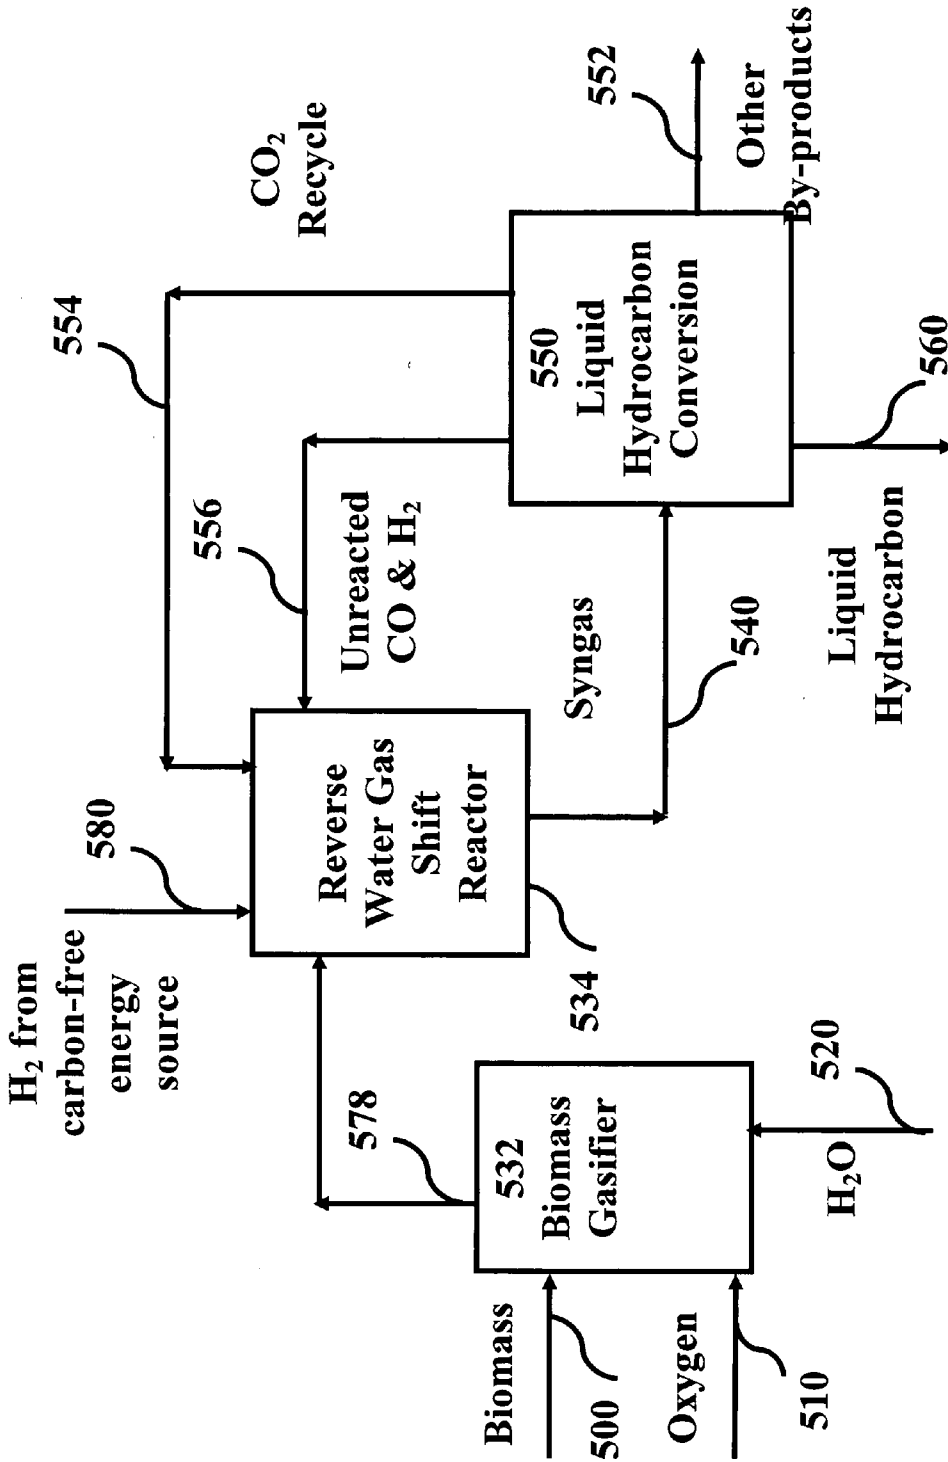 H₂ from
carbon-free
energy
source
580
554
CO₂
Recycle
556
Unreacted
CO & H₂
Reverse
Water Gas
Shift
Reactor
534
578
532
Biomass
Gasifier
Biomass
500
Oxygen
510
H₂O
520
Syngas
540
550
Liquid
Hydrocarbon
Conversion
552
Other
By-products
Liquid
Hydrocarbon
560